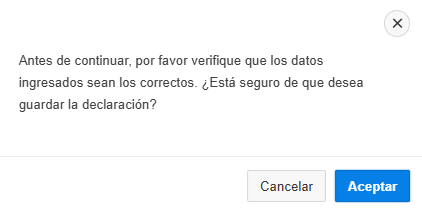 Antes de continuar, por favor verifique que los datos
ingresados sean los correctos. ¿Está seguro de que desea
guardar la declaración?
Cancelar
Aceptar